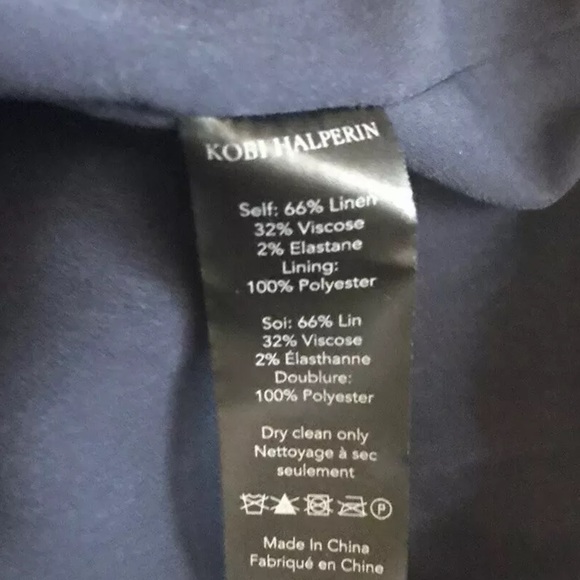 KOBI HALPERIN
Self: 66% Linen
32% Viscose
2% Elastane
Lining:
100% Polyester
Soi: 66% Lin
32% Viscose
2% Élasthanne
Doublure:
100% Polyester
Dry clean only
Nettoyage à sec
seulement
P
Made In China
Fabriqué en Chine